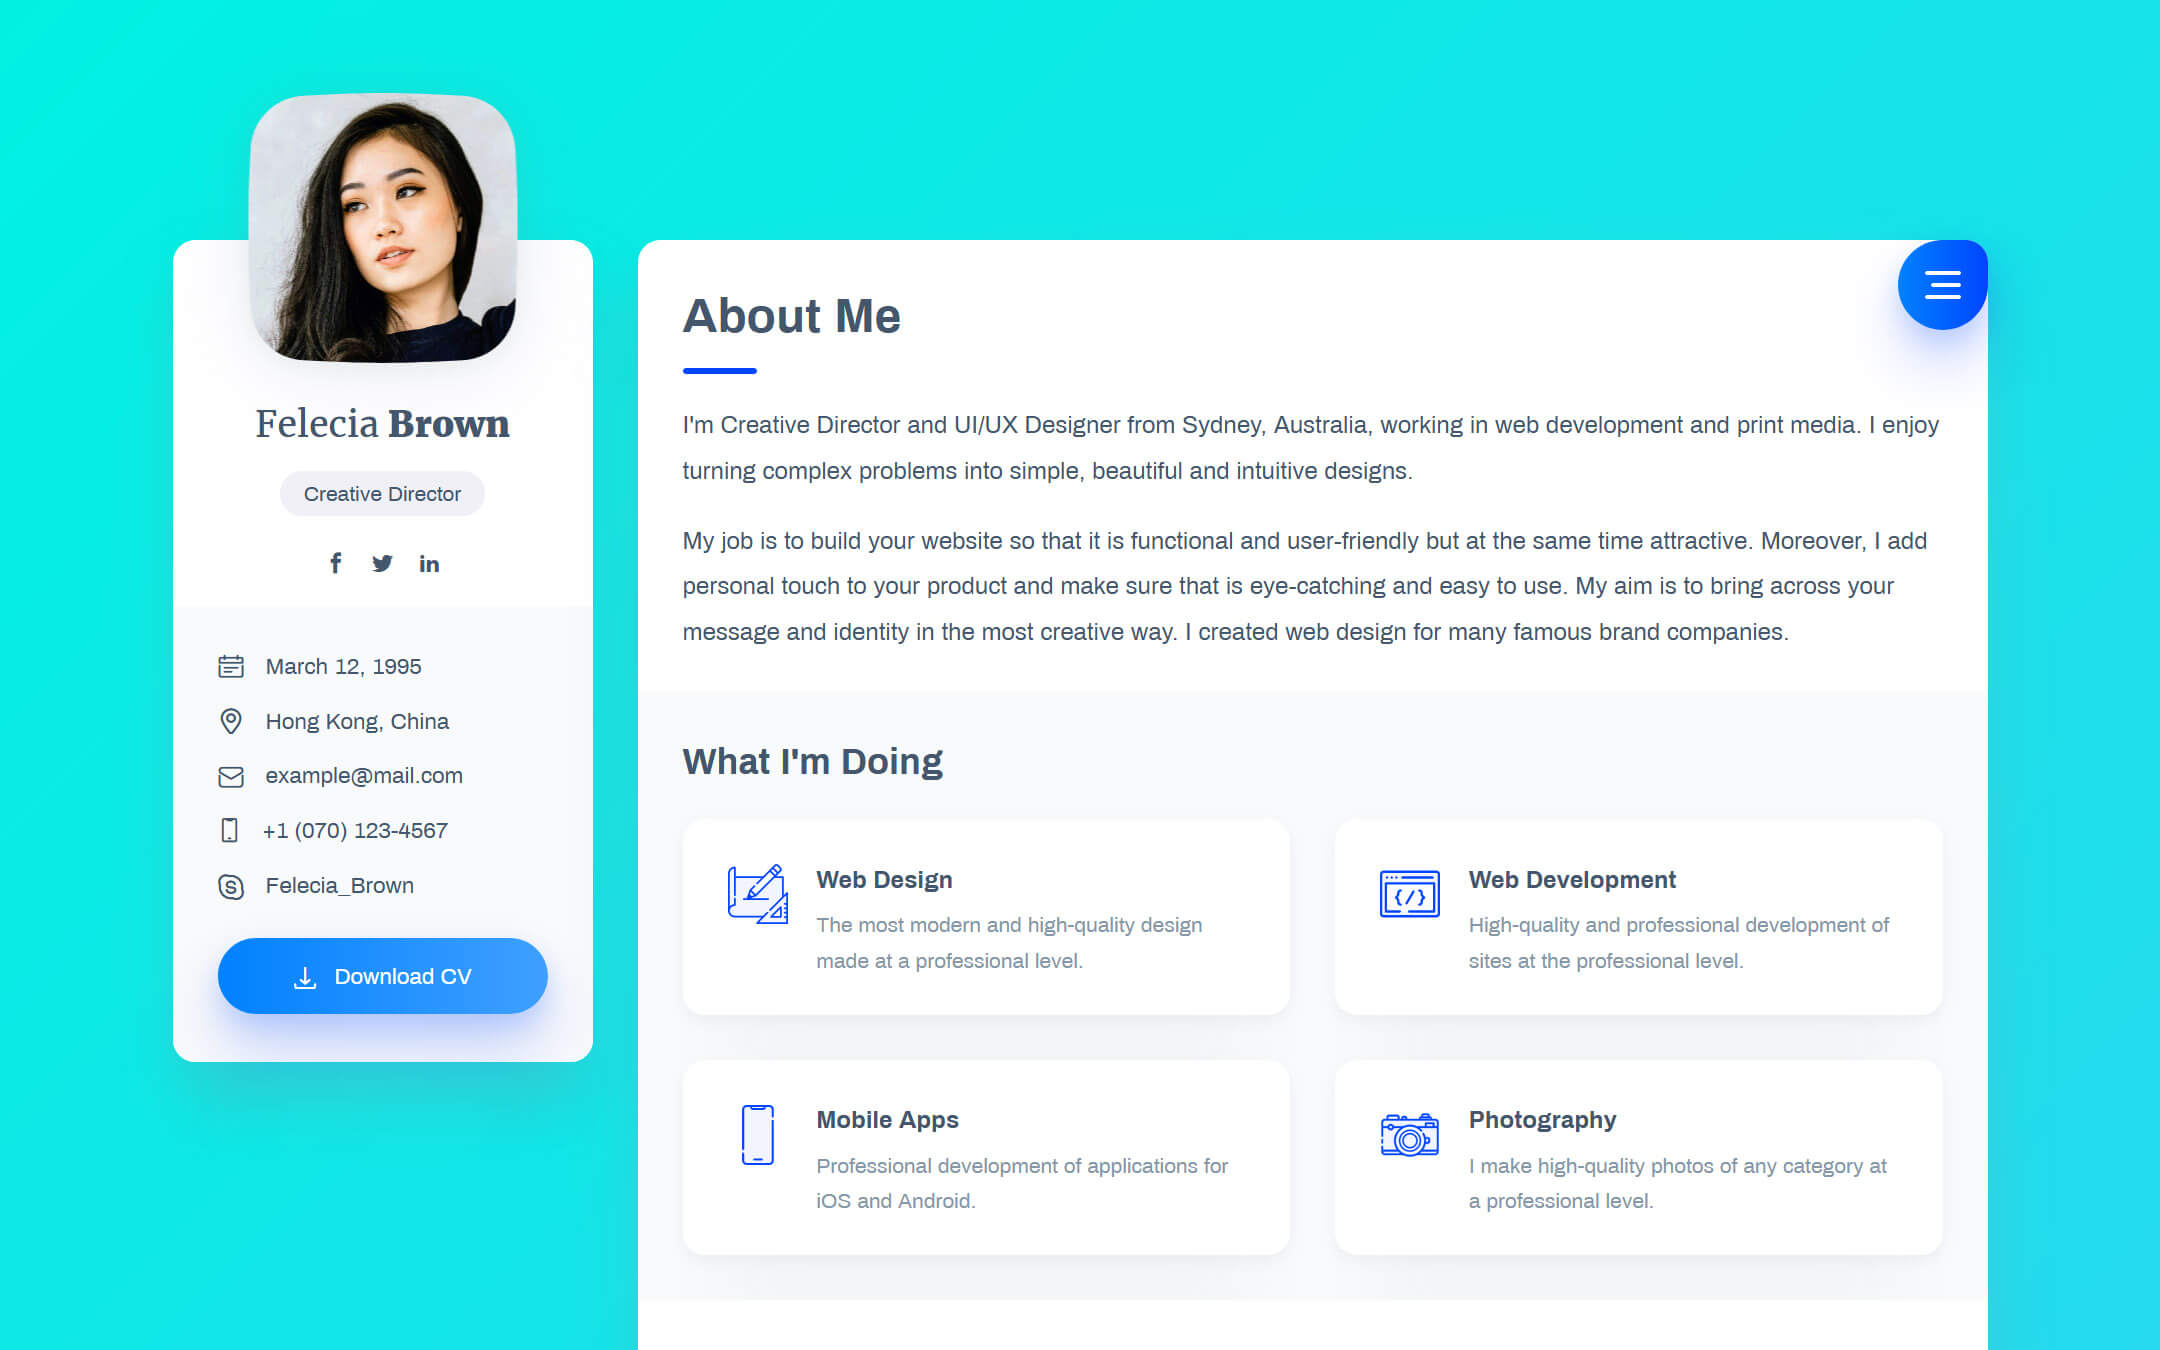 Felecia Brown
Creative Director
March 12, 1995
Hong Kong, China
example@mail.com
+1 (070) 123-4567
Felecia_Brown
Download CV
About Me
I'm Creative Director and UI/UX Designer from Sydney, Australia, working in web development and print media. I enjoy
turning complex problems into simple, beautiful and intuitive designs.
My job is to build your website so that it is functional and user-friendly but at the same time attractive. Moreover, I add
personal touch to your product and make sure that is eye-catching and easy to use. My aim is to bring across your
message and identity in the most creative way. I created web design for many famous brand companies.
What I'm Doing
Web Design
The most modern and high-quality design
made at a professional level.
Web Development
High-quality and professional development of
sites at the professional level.
Mobile Apps
Professional development of applications for
iOS and Android.
Photography
I make high-quality photos of any category at
a professional level.